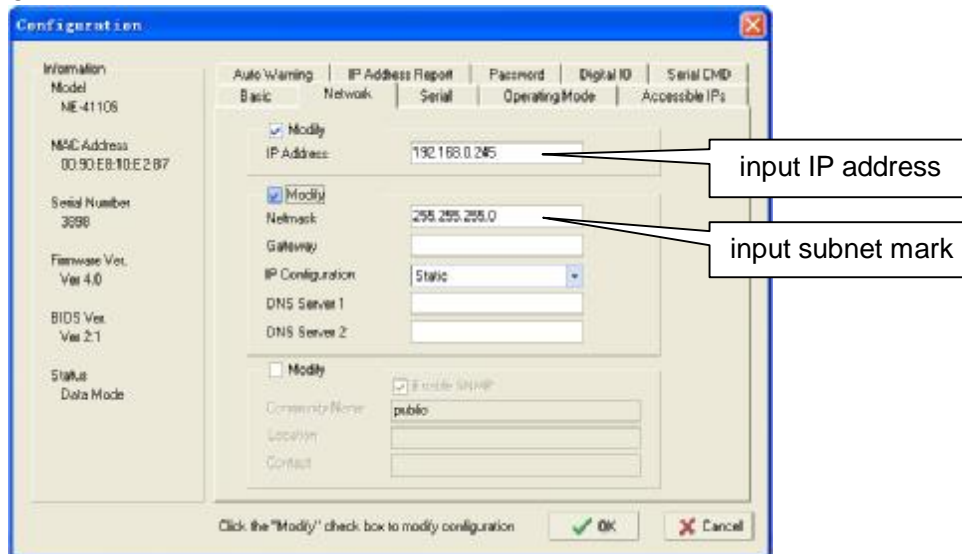 Configuration
Information
Model
NE-4110S
MAC Address
00:90:E8:10:E2:B7
Serial Number
3898
Firmware Ver.
Ver 4.0
BIOS Ver.
Ver 2.1
Status
Data Mode
Auto Warning IP Address Report Password Digital IO Serial CMD
Basic Network Serial Operating Mode Accessible IPs
Modify
IP Address 192.168.0.245
Modify
Netmask 255.255.255.0
Gateway
IP Configuration Static
DNS Server 1
DNS Server 2
Modify
Enable SNMP
Community Name public
Location
Contact
Click the "Modify" check box to modify configuration OK Cancel
input IP address
input subnet mark